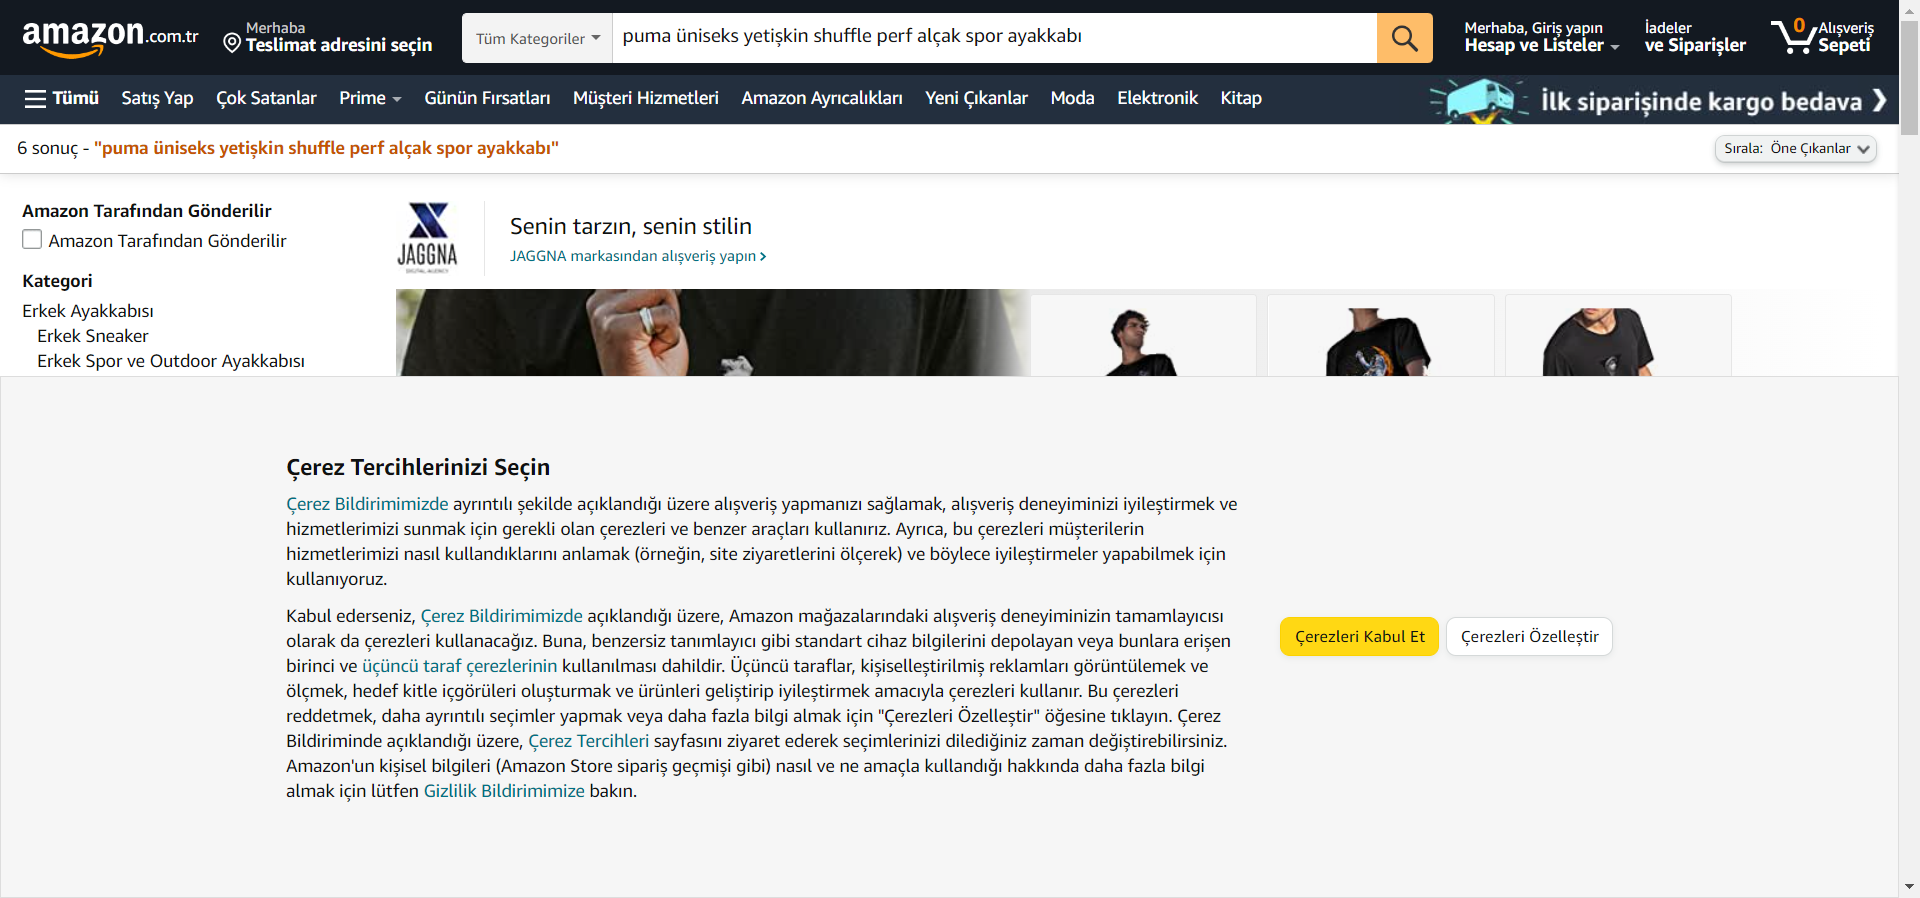 amazon.com.tr
Merhaba
Teslimat adresini seçin
Tüm Kategoriler
puma üniseks yetişkin shuffle perf alçak spor ayakkabı
Merhaba, Giriş yapın
Hesap ve Listeler
İadeler
ve Siparişler
0
Alışveriş
Sepeti
Tümü
Satış Yap
Çok Satanlar
Prime
Günün Fırsatları
Müşteri Hizmetleri
Amazon Ayrıcalıkları
Yeni Çıkanlar
Moda
Elektronik
Kitap
İlk siparişinde kargo bedava
6 sonuç - "puma üniseks yetişkin shuffle perf alçak spor ayakkabı"
Sırala: Öne Çıkanlar
Amazon Tarafından Gönderilir
Amazon Tarafından Gönderilir
Kategori
Erkek Ayakkabısı
Erkek Sneaker
Erkek Spor ve Outdoor Ayakkabısı
JAGGNA
DIGITAL AGENCY
Senin tarzın, senin stilin
JAGGNA markasından alışveriş yapın
Çerez Tercihlerinizi Seçin
Çerez Bildirimimizde ayrıntılı şekilde açıklandığı üzere alışveriş yapmanızı sağlamak, alışveriş deneyiminizi iyileştirmek ve
hizmetlerimizi sunmak için gerekli olan çerezleri ve benzer araçları kullanırız. Ayrıca, bu çerezleri müşterilerin
hizmetlerimizi nasıl kullandıklarını anlamak (örneğin, site ziyaretlerini ölçerek) ve böylece iyileştirmeler yapabilmek için
kullanıyoruz.
Kabul ederseniz, Çerez Bildirimimizde açıklandığı üzere, Amazon mağazalarındaki alışveriş deneyiminizin tamamlayıcısı
olarak da çerezleri kullanacağız. Buna, benzersiz tanımlayıcı gibi standart cihaz bilgilerini depolayan veya bunlara erişen
birinci ve üçüncü taraf çerezlerinin kullanılması dahildir. Üçüncü taraflar, kişiselleştirilmiş reklamları görüntülemek ve
ölçmek, hedef kitle içgörüleri oluşturmak ve ürünleri geliştirip iyileştirmek amacıyla çerezleri kullanır. Bu çerezleri
reddetmek, daha ayrıntılı seçimler yapmak veya daha fazla bilgi almak için "Çerezleri Özelleştir" öğesine tıklayın. Çerez
Bildiriminde açıklandığı üzere, Çerez Tercihleri sayfasını ziyaret ederek seçimlerinizi dilediğiniz zaman değiştirebilirsiniz.
Amazon'un kişisel bilgileri (Amazon Store sipariş geçmişi gibi) nasıl ve ne amaçla kullandığı hakkında daha fazla bilgi
almak için lütfen Gizlilik Bildirimimize bakın.
Çerezleri Kabul Et
Çerezleri Özelleştir